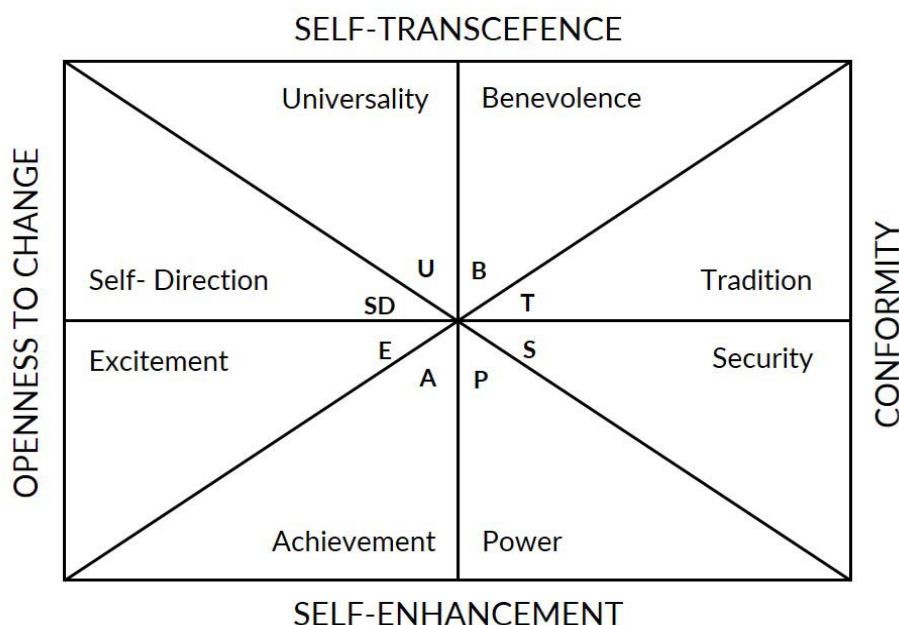 SELF-TRANSCEFENCE
Universality
Benevolence
OPENNESS TO CHANGE
CONFORMITY
U
B
Self- Direction
SD
T
Tradition
Excitement
E
S
Security
A
P
Achievement
Power
SELF-ENHANCEMENT